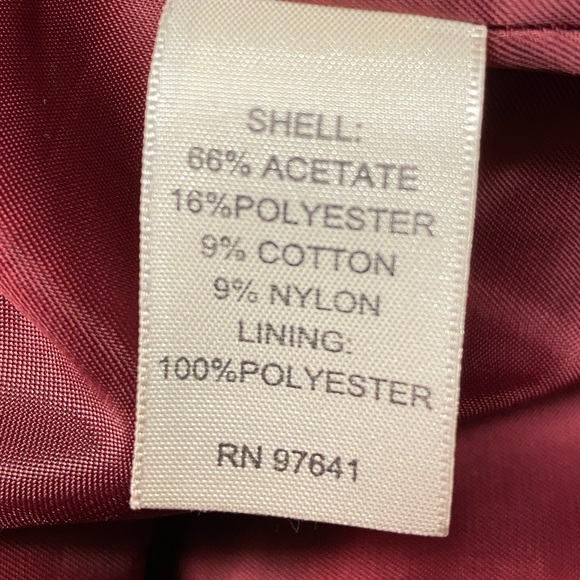 SHELL:
66% ACETATE
16%POLYESTER
9% COTTON
9% NYLON
LINING:
100%POLYESTER
RN 97641